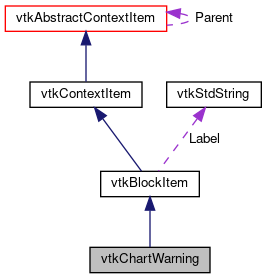 vtkAbstractContextItem
Parent
vtkContextItem
vtkStdString
Label
vtkBlockItem
vtkChartWarning